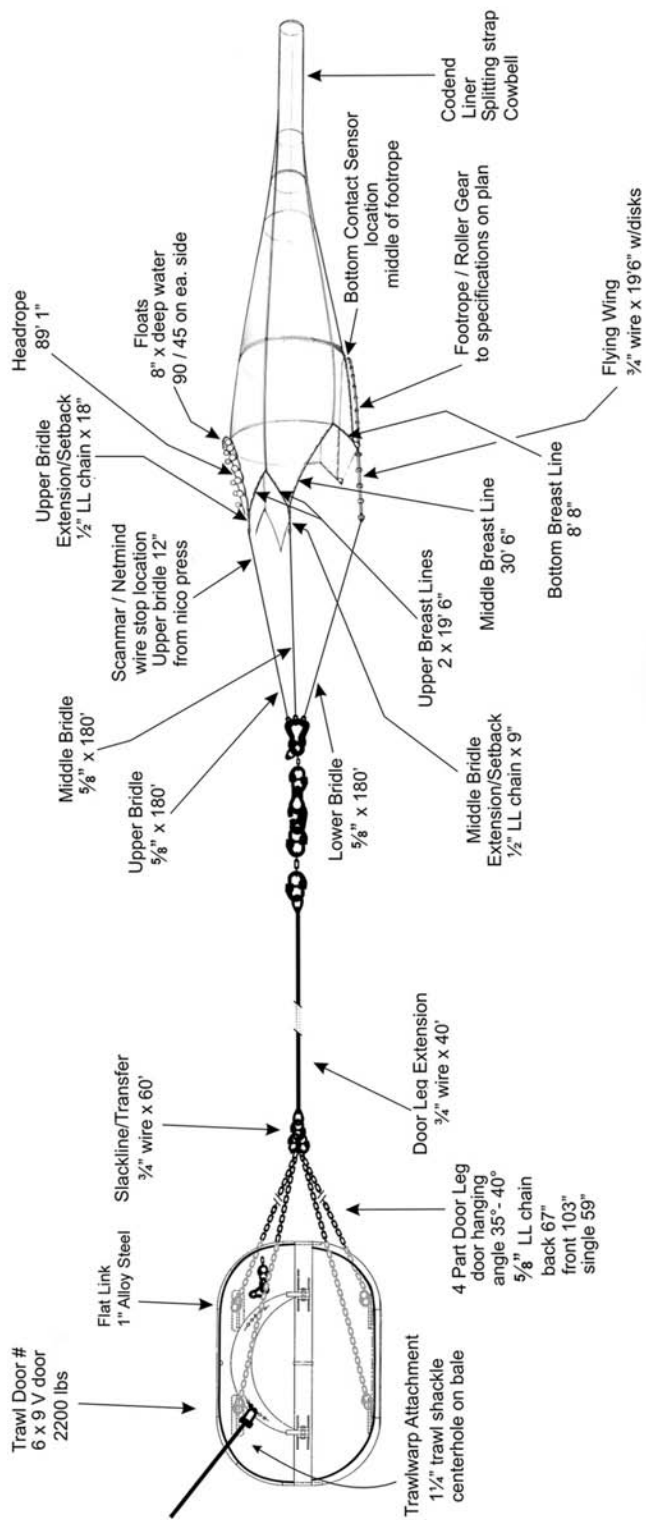 Trawl Door #
6 x 9 V door
2200 lbs
Flat Link
1" Alloy Steel
Slackline/Transfer
¾" wire x 60'
Upper Bridle
⅝" x 180'
Middle Bridle
⅝" x 180'
Scanmar / Netmind
wire stop location
Upper bridle 12"
from nico press
Upper Bridle
Extension/Setback
½" LL chain x 18"
Headrope
89' 1"
Floats
8" x deep water
90 / 45 on ea. side
Trawlwarp Attachment
1¼" trawl shackle
centerhole on bale
4 Part Door Leg
door hanging
angle 35°- 40°
⅝" LL chain
back 67"
front 103"
single 59"
Door Leg Extension
¾" wire x 40'
Lower Bridle
⅝" x 180'
Middle Bridle
Extension/Setback
½" LL chain x 9"
Upper Breast Lines
2 x 19' 6"
Middle Breast Line
30' 6"
Bottom Breast Line
8' 8"
Flying Wing
¾" wire x 19'6" w/disks
Footrope / Roller Gear
to specifications on plan
Bottom Contact Sensor
location
middle of footrope
Codend
Liner
Splitting strap
Cowbell